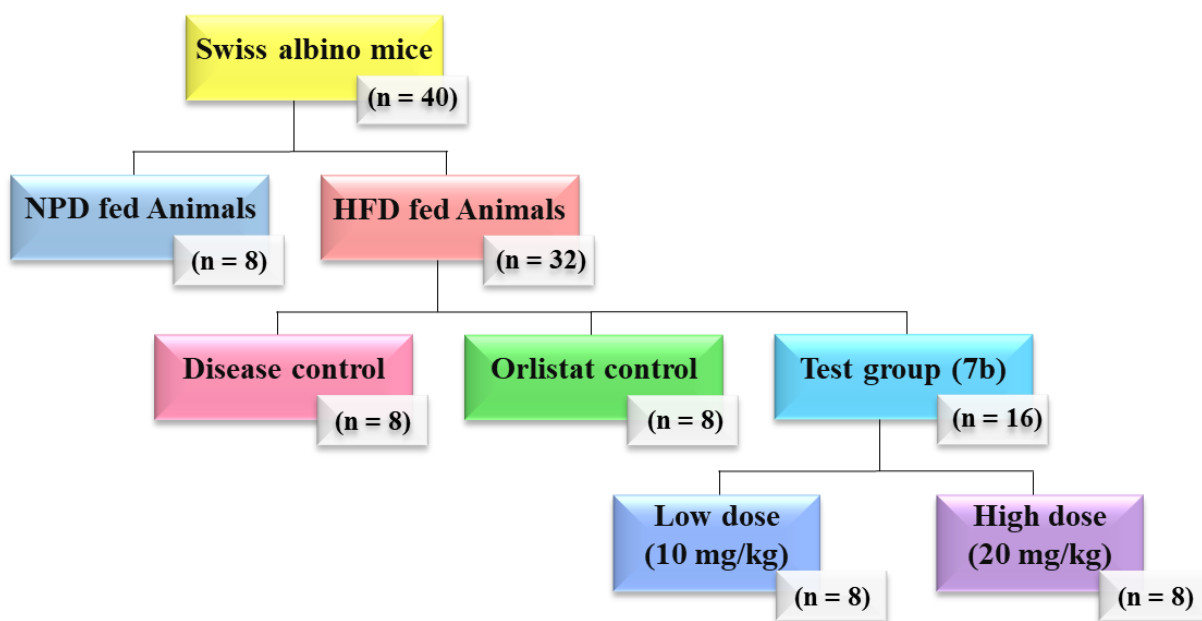 Swiss albino mice
(n = 40)
NPD fed Animals
(n = 8)
HFD fed Animals
(n = 32)
Disease control
(n = 8)
Orlistat control
(n = 8)
Test group (7b)
(n = 16)
Low dose
(10 mg/kg)
(n = 8)
High dose
(20 mg/kg)
(n = 8)